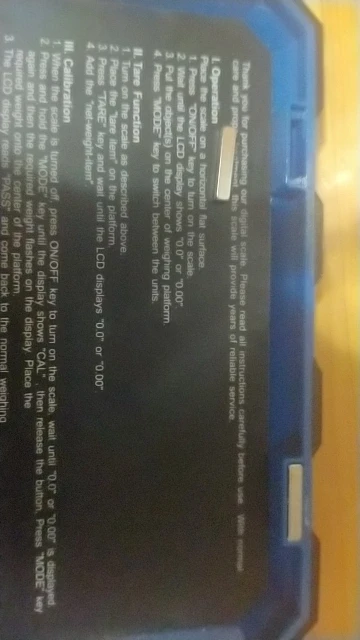 Thank you for purchasing our digital scale. Please read all instructions carefully before use. With normal
care and the scale will provide years of reliable service.
I. Operation
Place the scale on a horizontal flat surface.
1. Press "ON/OFF" key to turn on the scale.
2. Wait until the LCD display shows "0.0" or "0.00"
3. Put the object(s) on the center of weighing platform.
4. Press "MODE" key to switch between the units.
II. Tare Function
1. Turn on the scale as described above.
2. Place the "tare item" on the platform.
3. Press "TARE" key and wait until the LCD displays "0.0" or "0.00"
4. Add the "net-weight-item".
III. Calibration
1. When the scale is turned off, press ON/OFF key to turn on the scale, wait until "0.0" or "0.00" is displayed.
2. Press and the "MODE" key until the display shows "CAL", then release the button. Press "MODE" key
again and then the required weight flashes on the display. Place the
required weight onto the center of the platform.
3. The LCD display reads "PASS" and come back to the normal weighing